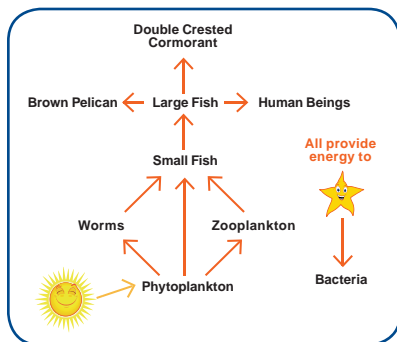 Double Crested
Cormorant
Brown Pelican
Large Fish
Human Beings
All provide
energy to
Small Fish
Worms
Zooplankton
Bacteria
Phytoplankton